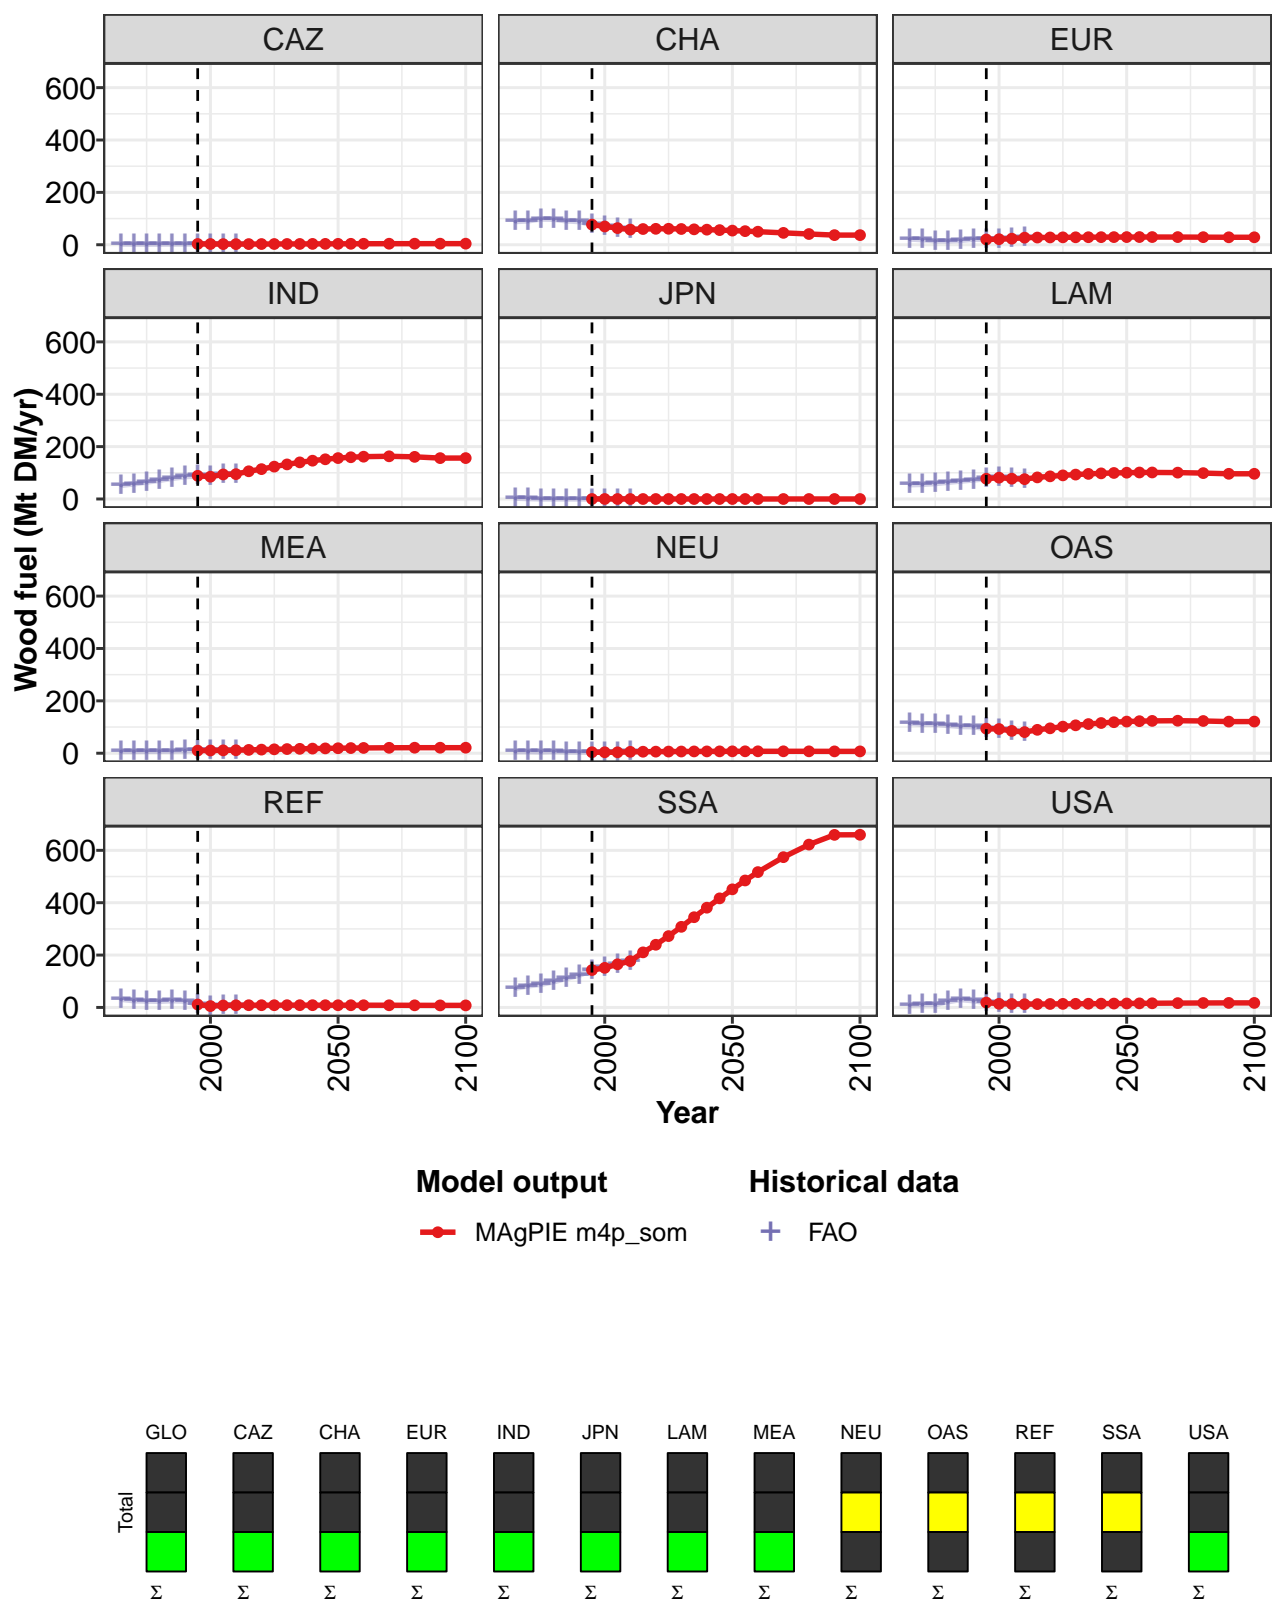 CAZ CHA EUR
600
400
200
0
IND JPN LAM
600
400
200
0
Wood fuel (Mt DM/yr)
MEA NEU OAS
600
400
200
0
REF SSA USA
600
400
200
0
2000 2050 2100 2000 2050 2100 2000 2050 2100
Year
Model output Historical data
MAgPIE m4p_som FAO
GLO CAZ CHA EUR IND JPN LAM MEA NEU OAS REF SSA USA
Total
Σ Σ Σ Σ Σ Σ Σ Σ Σ Σ Σ Σ Σ